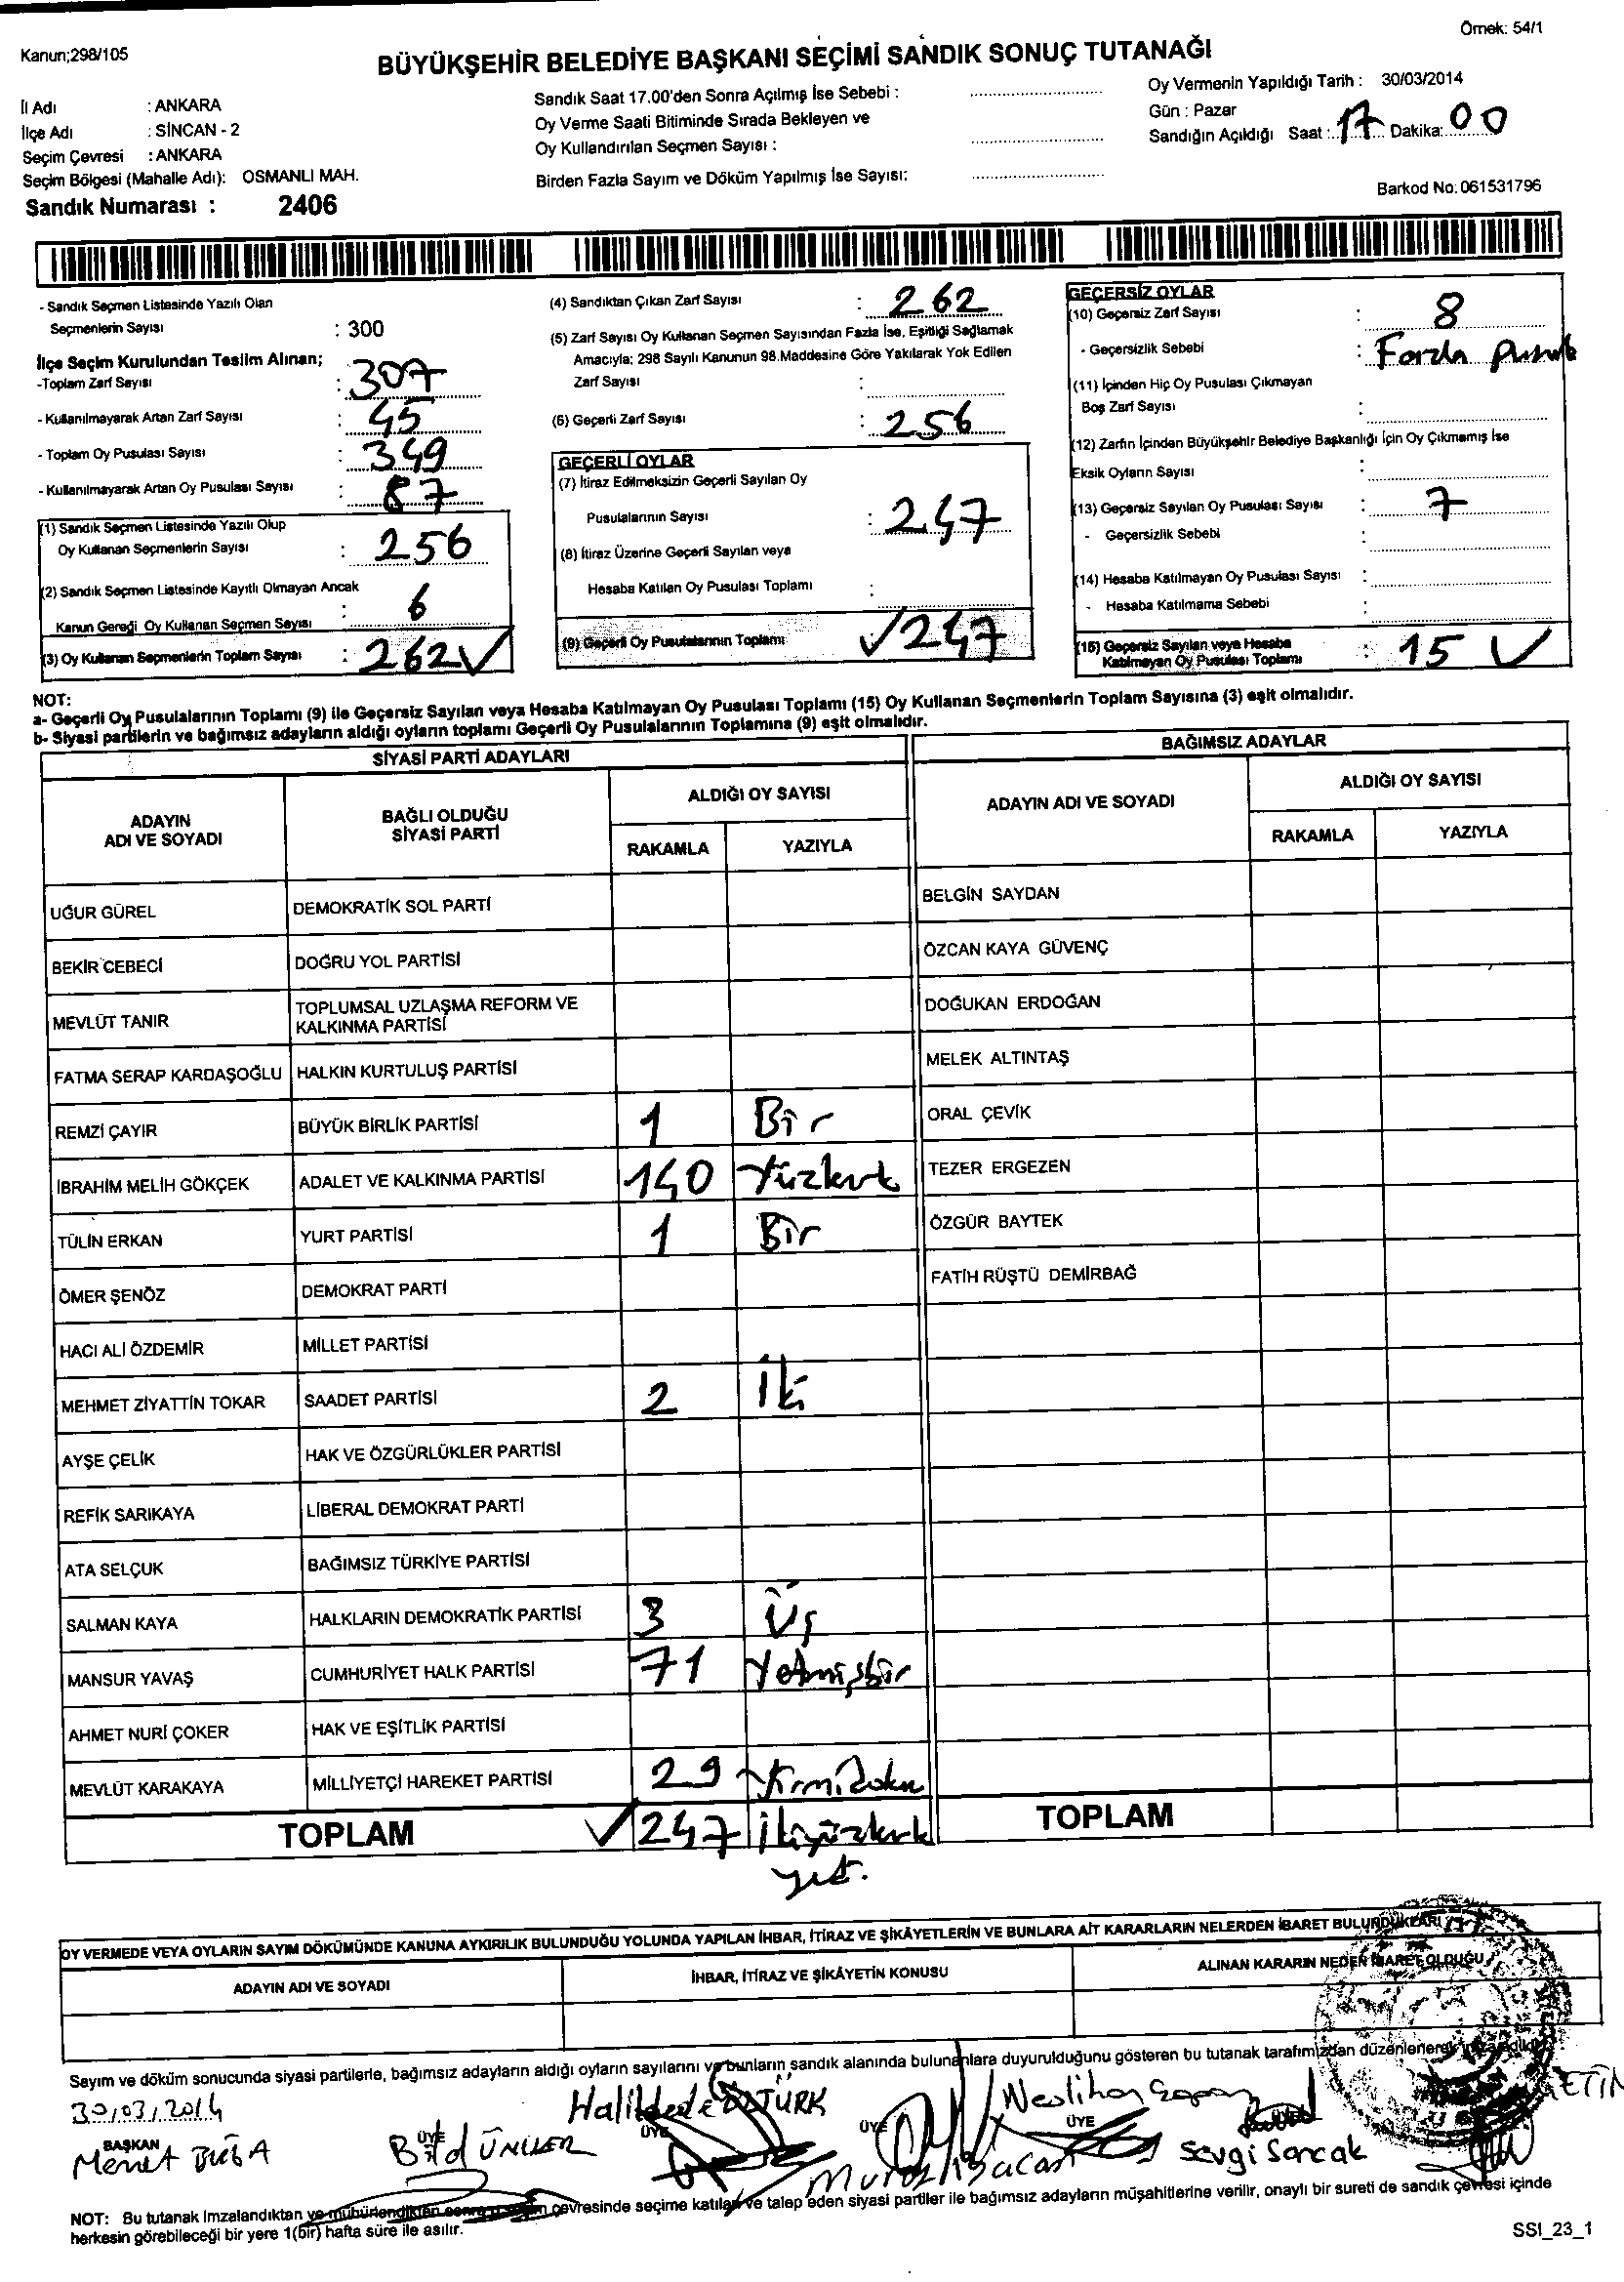 Örnek: 54/1
Kanun;298/105
BÜYÜKŞEHİR BELEDİYE BAŞKANI SEÇİMİ SANDIK SONUÇ TUTANAĞI
İl Adı : ANKARA
İlçe Adı : SİNCAN - 2
Seçim Çevresi : ANKARA
Seçim Bölgesi (Mahalle Adı): OSMANLI MAH.
Sandık Numarası : 2406
Sandık Saat 17.00'den Sonra Açılmış İse Sebebi :
Oy Verme Saati Bitiminde Sırada Bekleyen ve
Oy Kullandırılan Seçmen Sayısı :
Birden Fazla Sayım ve Döküm Yapılmış İse Sayısı:
Oy Vermenin Yapıldığı Tarih : 30/03/2014
Gün : Pazar
Sandığın Açıldığı Saat : 17 Dakika: 00
Barkod No: 061531796
- Sandık Seçmen Listesinde Yazılı Olan
Seçmenlerin Sayısı : 300
İlçe Seçim Kurulundan Teslim Alınan;
-Toplam Zarf Sayısı : 307
- Kullanılmayarak Artan Zarf Sayısı : 45
- Toplam Oy Pusulası Sayısı : 349
- Kullanılmayarak Artan Oy Pusulası Sayısı : 87
(1) Sandık Seçmen Listesinde Yazılı Olup
Oy Kullanan Seçmenlerin Sayısı : 256
(2) Sandık Seçmen Listesinde Kayıtlı Olmayan Ancak
Kanun Gereği Oy Kullanan Seçmen Sayısı : 6
(3) Oy Kullanan Seçmenlerin Toplam Sayısı : 262 ✓
(4) Sandıktan Çıkan Zarf Sayısı : 262
(5) Zarf Sayısı Oy Kullanan Seçmen Sayısından Fazla İse, Eşitliği Sağlamak
Amacıyla; 298 Sayılı Kanunun 98.Maddesine Göre Yakılarak Yok Edilen
Zarf Sayısı :
(6) Geçerli Zarf Sayısı : 256
GEÇERLİ OYLAR
(7) İtiraz Edilmeksizin Geçerli Sayılan Oy
Pusulalarının Sayısı : 247
(8) İtiraz Üzerine Geçerli Sayılan veya
Hesaba Katılan Oy Pusulası Toplamı :
(9) Geçerli Oy Pusulalarının Toplamı ✓ 247
GEÇERSİZ OYLAR
(10) Geçersiz Zarf Sayısı : 8
- Geçersizlik Sebebi : Fazla
(11) İçinden Hiç Oy Pusulası Çıkmayan
Boş Zarf Sayısı :
(12) Zarfın İçinden Büyükşehir Belediye Başkanlığı İçin Oy Çıkmamış İse
Eksik Oyların Sayısı :
(13) Geçersiz Sayılan Oy Pusulası Sayısı : 7
- Geçersizlik Sebebi :
(14) Hesaba Katılmayan Oy Pusulası Sayısı :
- Hesaba Katılmama Sebebi :
(15) Geçersiz Sayılan veya Hesaba
Katılmayan Oy Pusulası Toplamı : 15 ✓
NOT:
a- Geçerli Oy Pusulalarının Toplamı (9) ile Geçersiz Sayılan veya Hesaba Katılmayan Oy Pusulası Toplamı (15) Oy Kullanan Seçmenlerin Toplam Sayısına (3) eşit olmalıdır.
b- Siyasi partilerin ve bağımsız adayların aldığı oyların toplamı Geçerli Oy Pusulalarının Toplamına (9) eşit olmalıdır.
SİYASİ PARTİ ADAYLARI
ADAYIN
ADI VE SOYADI
BAĞLI OLDUĞU
SİYASİ PARTİ
ALDIĞI OY SAYISI
RAKAMLA YAZIYLA
UĞUR GÜREL DEMOKRATİK SOL PARTİ
BEKİR CEBECİ DOĞRU YOL PARTİSİ
MEVLÜT TANIR TOPLUMSAL UZLAŞMA REFORM VE
KALKINMA PARTİSİ
FATMA SERAP KARDAŞOĞLU HALKIN KURTULUŞ PARTİSİ
REMZİ ÇAYIR BÜYÜK BİRLİK PARTİSİ 1 Bir
İBRAHİM MELİH GÖKÇEK ADALET VE KALKINMA PARTİSİ 140 Yüzkırk
TÜLİN ERKAN YURT PARTİSİ 1 Bir
ÖMER ŞENÖZ DEMOKRAT PARTİ
HACI ALİ ÖZDEMİR MİLLET PARTİSİ
MEHMET ZİYATTİN TOKAR SAADET PARTİSİ 2 İki
AYŞE ÇELİK HAK VE ÖZGÜRLÜKLER PARTİSİ
REFİK SARIKAYA LİBERAL DEMOKRAT PARTİ
ATA SELÇUK BAĞIMSIZ TÜRKİYE PARTİSİ
SALMAN KAYA HALKLARIN DEMOKRATİK PARTİSİ 3 Üç
MANSUR YAVAŞ CUMHURİYET HALK PARTİSİ 71 Yetmişbir
AHMET NURİ ÇOKER HAK VE EŞİTLİK PARTİSİ
MEVLÜT KARAKAYA MİLLİYETÇİ HAREKET PARTİSİ 29
TOPLAM ✓ 247 İkiyüzkırk
yed.
BAĞIMSIZ ADAYLAR
ADAYIN ADI VE SOYADI
ALDIĞI OY SAYISI
RAKAMLA YAZIYLA
BELGİN SAYDAN
ÖZCAN KAYA GÜVENÇ
DOĞUKAN ERDOĞAN
MELEK ALTINTAŞ
ORAL ÇEVİK
TEZER ERGEZEN
ÖZGÜR BAYTEK
FATİH RÜŞTÜ DEMİRBAĞ
TOPLAM
OY VERMEDE VEYA OYLARIN SAYIM DÖKÜMÜNDE KANUNA AYKIRILIK BULUNDUĞU YOLUNDA YAPILAN İHBAR, İTİRAZ VE ŞİKÂYETLERİN VE BUNLARA AİT KARARLARIN NELERDEN İBARET BULUNDUKLARI
ADAYIN ADI VE SOYADI İHBAR, İTİRAZ VE ŞİKÂYETİN KONUSU ALINAN KARARIN NEDEN İBARET OLDUĞU
Sayım ve döküm sonucunda siyasi partilerle, bağımsız adayların aldığı oyların sayılarını ve bunların sandık alanında bulunanlara duyurulduğunu gösteren bu tutanak tarafımızdan düzenlenerek imzalandı.
30/03/2014
BAŞKAN ÜYE ÜYE ÜYE ÜYE
ÜNLÜER ÖZTÜRK Neslihan Sevgi Sarcak METİN
NOT: Bu tutanak imzalandıktan ve mühürlendikten sonra seçim çevresinde seçime katılan ve talep eden siyasi partiler ile bağımsız adayların müşahitlerine verilir, onaylı bir sureti de sandık çevresi içinde
herkesin görebileceği bir yere 1(bir) hafta süre ile asılır.
SSI_23_1